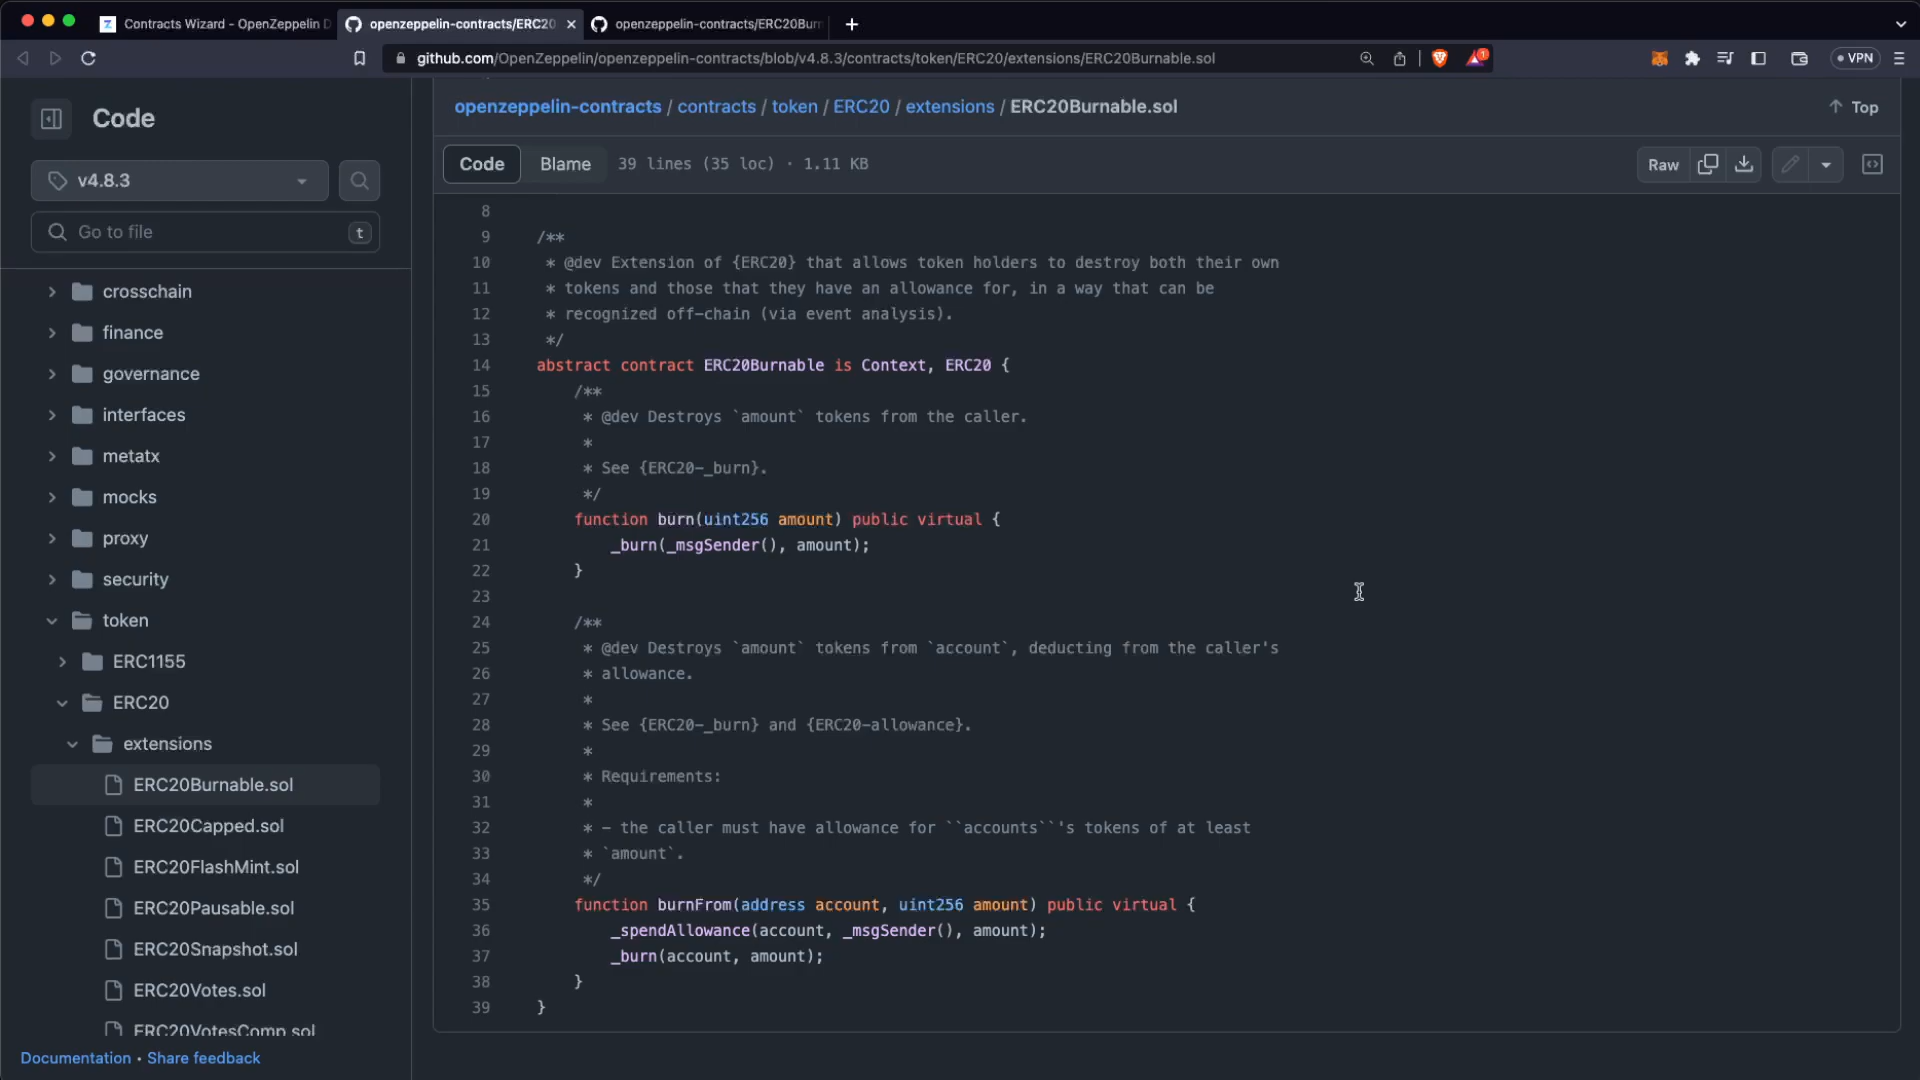 Contracts Wizard - OpenZeppelin D
openzeppelin-contracts/ERC20
openzeppelin-contracts/ERC20Burn
github.com/OpenZeppelin/openzeppelin-contracts/blob/v4.8.3/contracts/token/ERC20/extensions/ERC20Burnable.sol
1
VPN
Code
v4.8.3
Go to file
t
crosschain
finance
governance
interfaces
metatx
mocks
proxy
security
token
ERC1155
ERC20
extensions
ERC20Burnable.sol
ERC20Capped.sol
ERC20FlashMint.sol
ERC20Pausable.sol
ERC20Snapshot.sol
ERC20Votes.sol
ERC20VotesComp.sol
Documentation • Share feedback
openzeppelin-contracts / contracts / token / ERC20 / extensions / ERC20Burnable.sol
Top
Code
Blame
39 lines (35 loc) · 1.11 KB
Raw
8
9 /**
10 * @dev Extension of {ERC20} that allows token holders to destroy both their own
11 * tokens and those that they have an allowance for, in a way that can be
12 * recognized off-chain (via event analysis).
13 */
14 abstract contract ERC20Burnable is Context, ERC20 {
15 /**
16 * @dev Destroys `amount` tokens from the caller.
17 *
18 * See {ERC20-_burn}.
19 */
20 function burn(uint256 amount) public virtual {
21 _burn(_msgSender(), amount);
22 }
23
24 /**
25 * @dev Destroys `amount` tokens from `account`, deducting from the caller's
26 * allowance.
27 *
28 * See {ERC20-_burn} and {ERC20-allowance}.
29 *
30 * Requirements:
31 *
32 * - the caller must have allowance for ``accounts``'s tokens of at least
33 * `amount`.
34 */
35 function burnFrom(address account, uint256 amount) public virtual {
36 _spendAllowance(account, _msgSender(), amount);
37 _burn(account, amount);
38 }
39 }